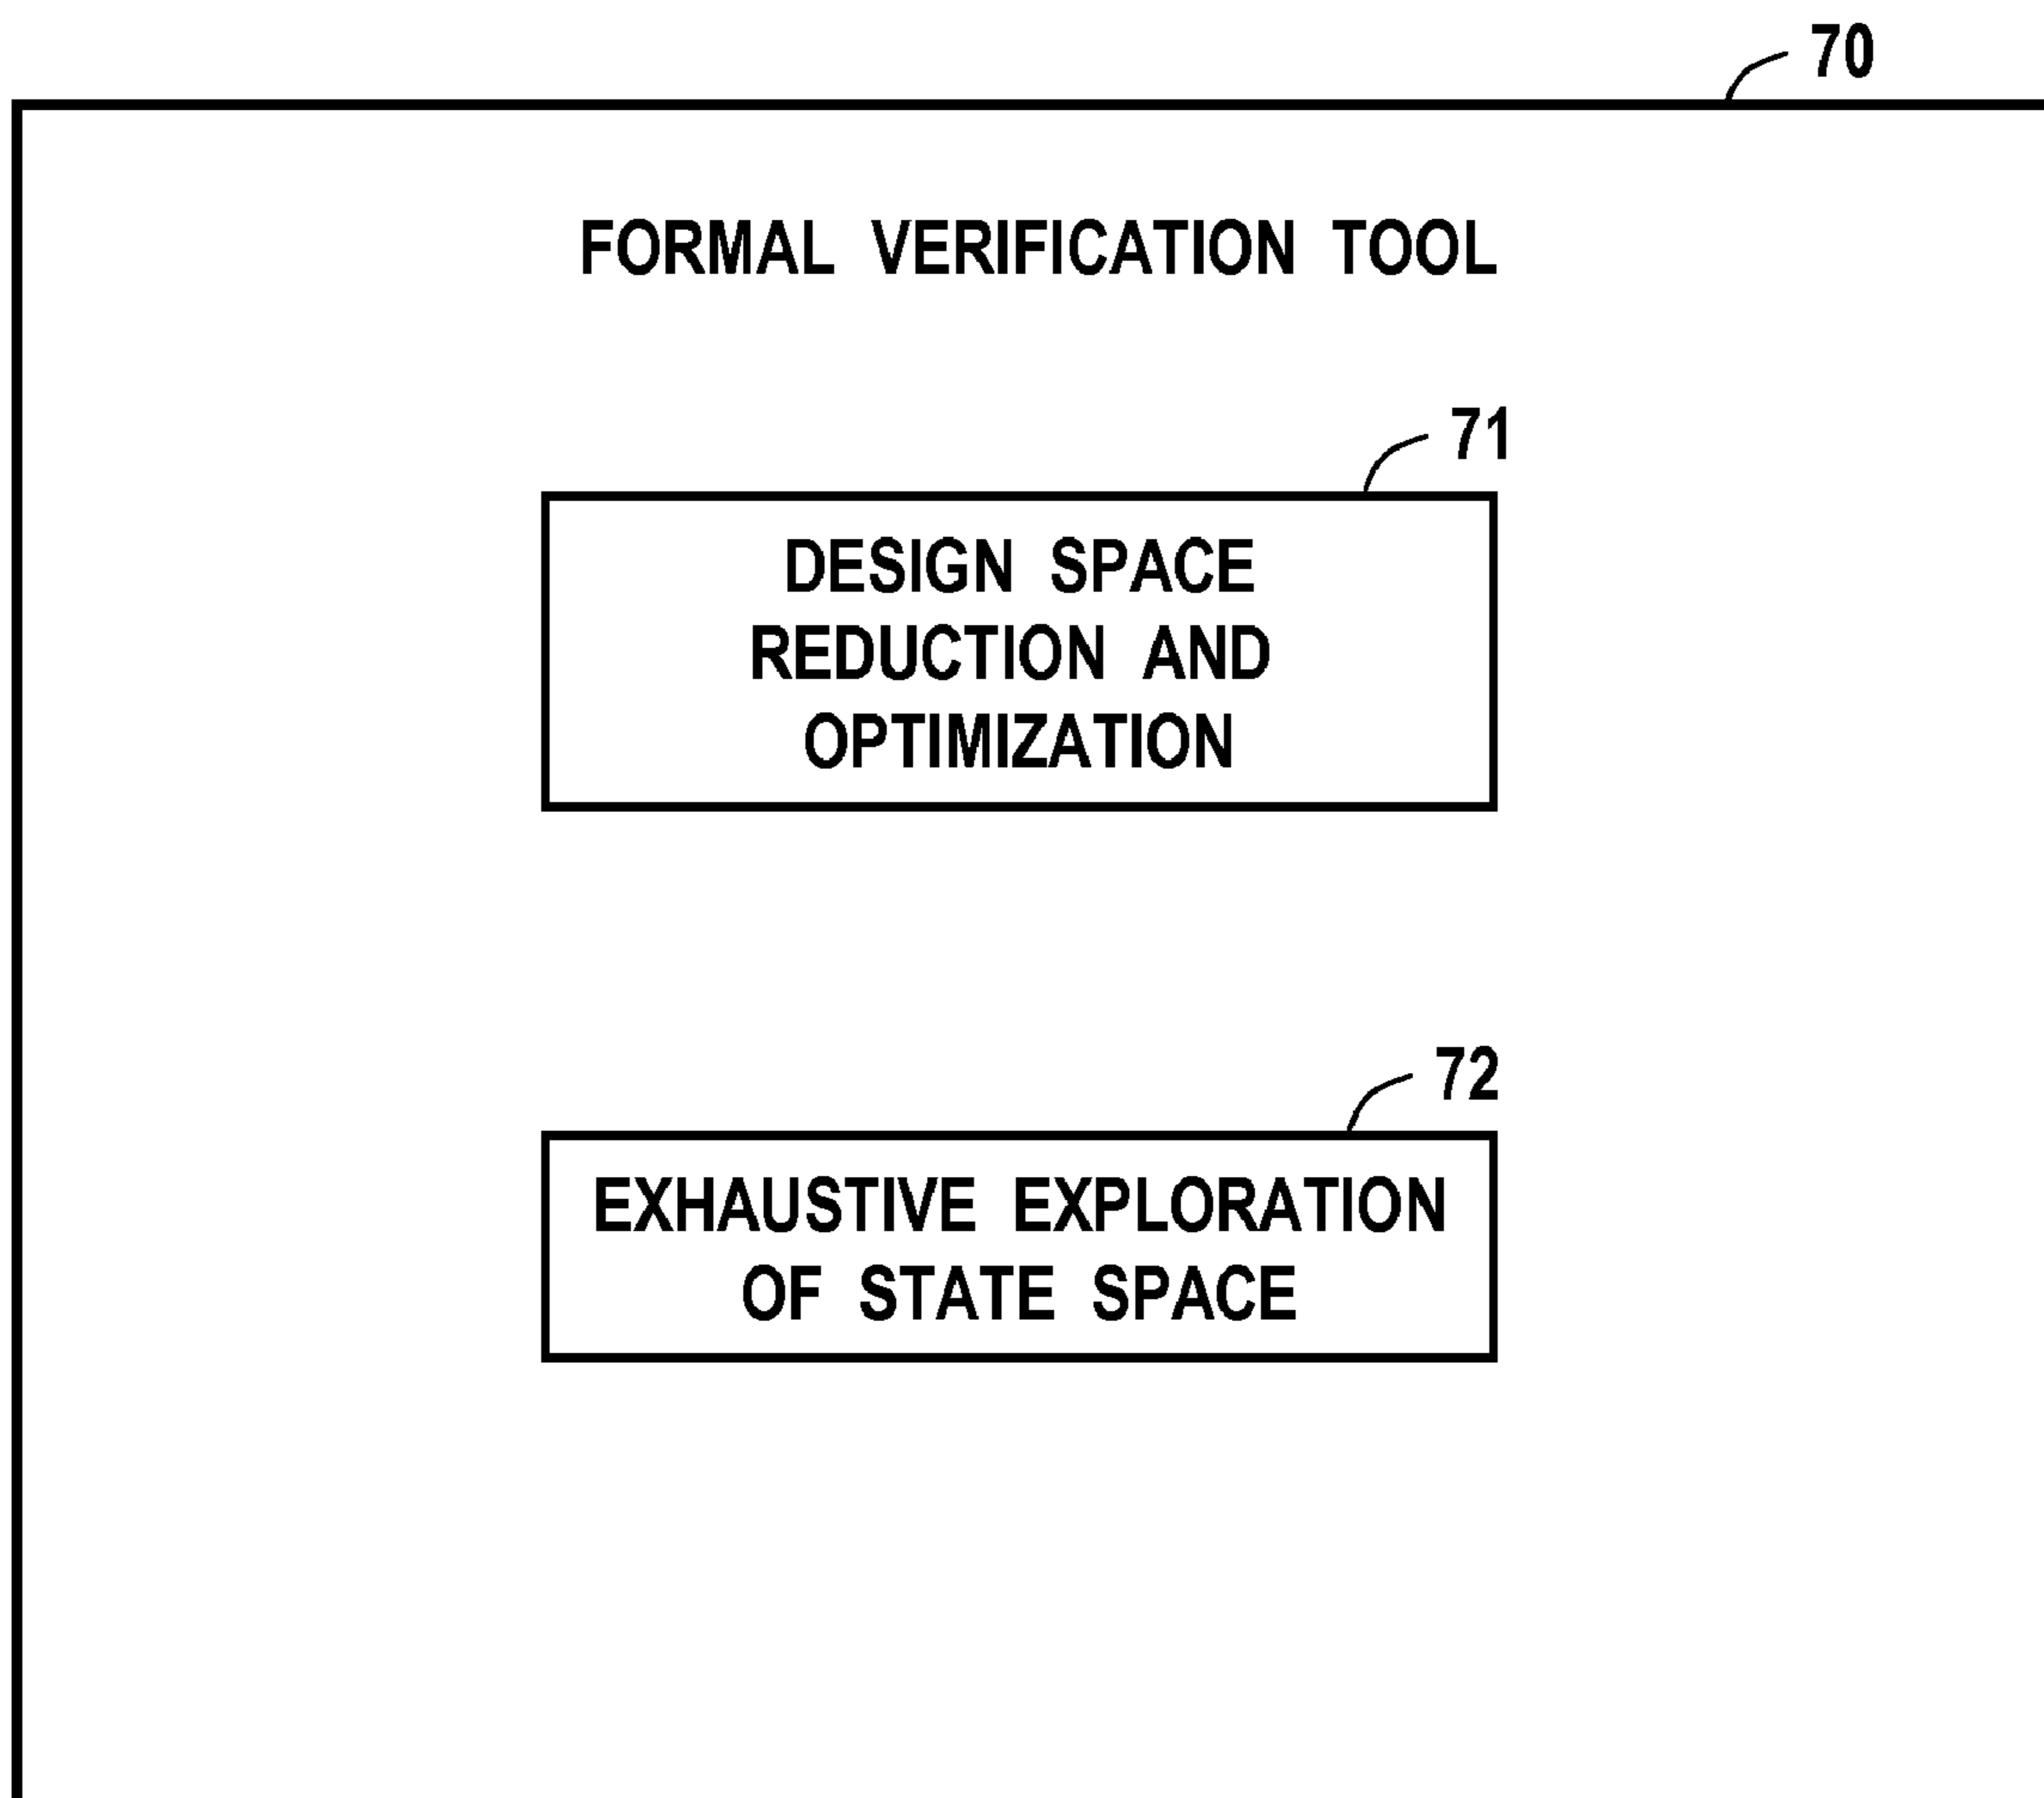 70
FORMAL VERIFICATION TOOL
71
DESIGN SPACE
REDUCTION AND
OPTIMIZATION
72
EXHAUSTIVE EXPLORATION
OF STATE SPACE